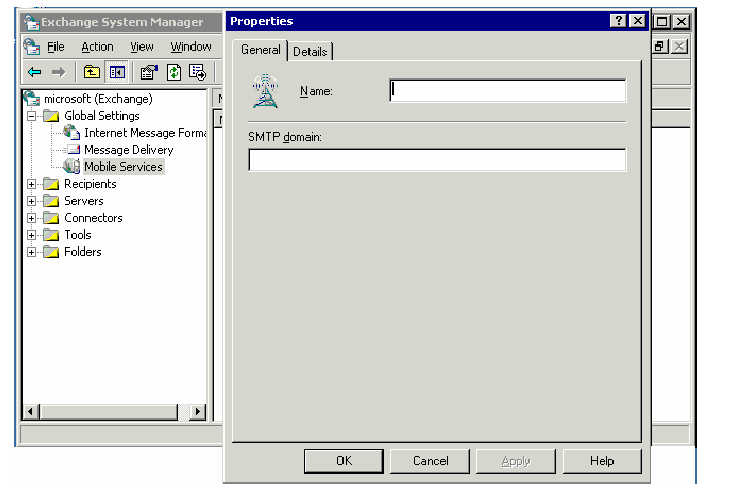 Exchange System Manager
File Action View Window
microsoft (Exchange)
Global Settings
Internet Message Forma
Message Delivery
Mobile Services
Recipients
Servers
Connectors
Tools
Folders
Properties
General Details
Name:
SMTP domain:
OK Cancel Apply Help